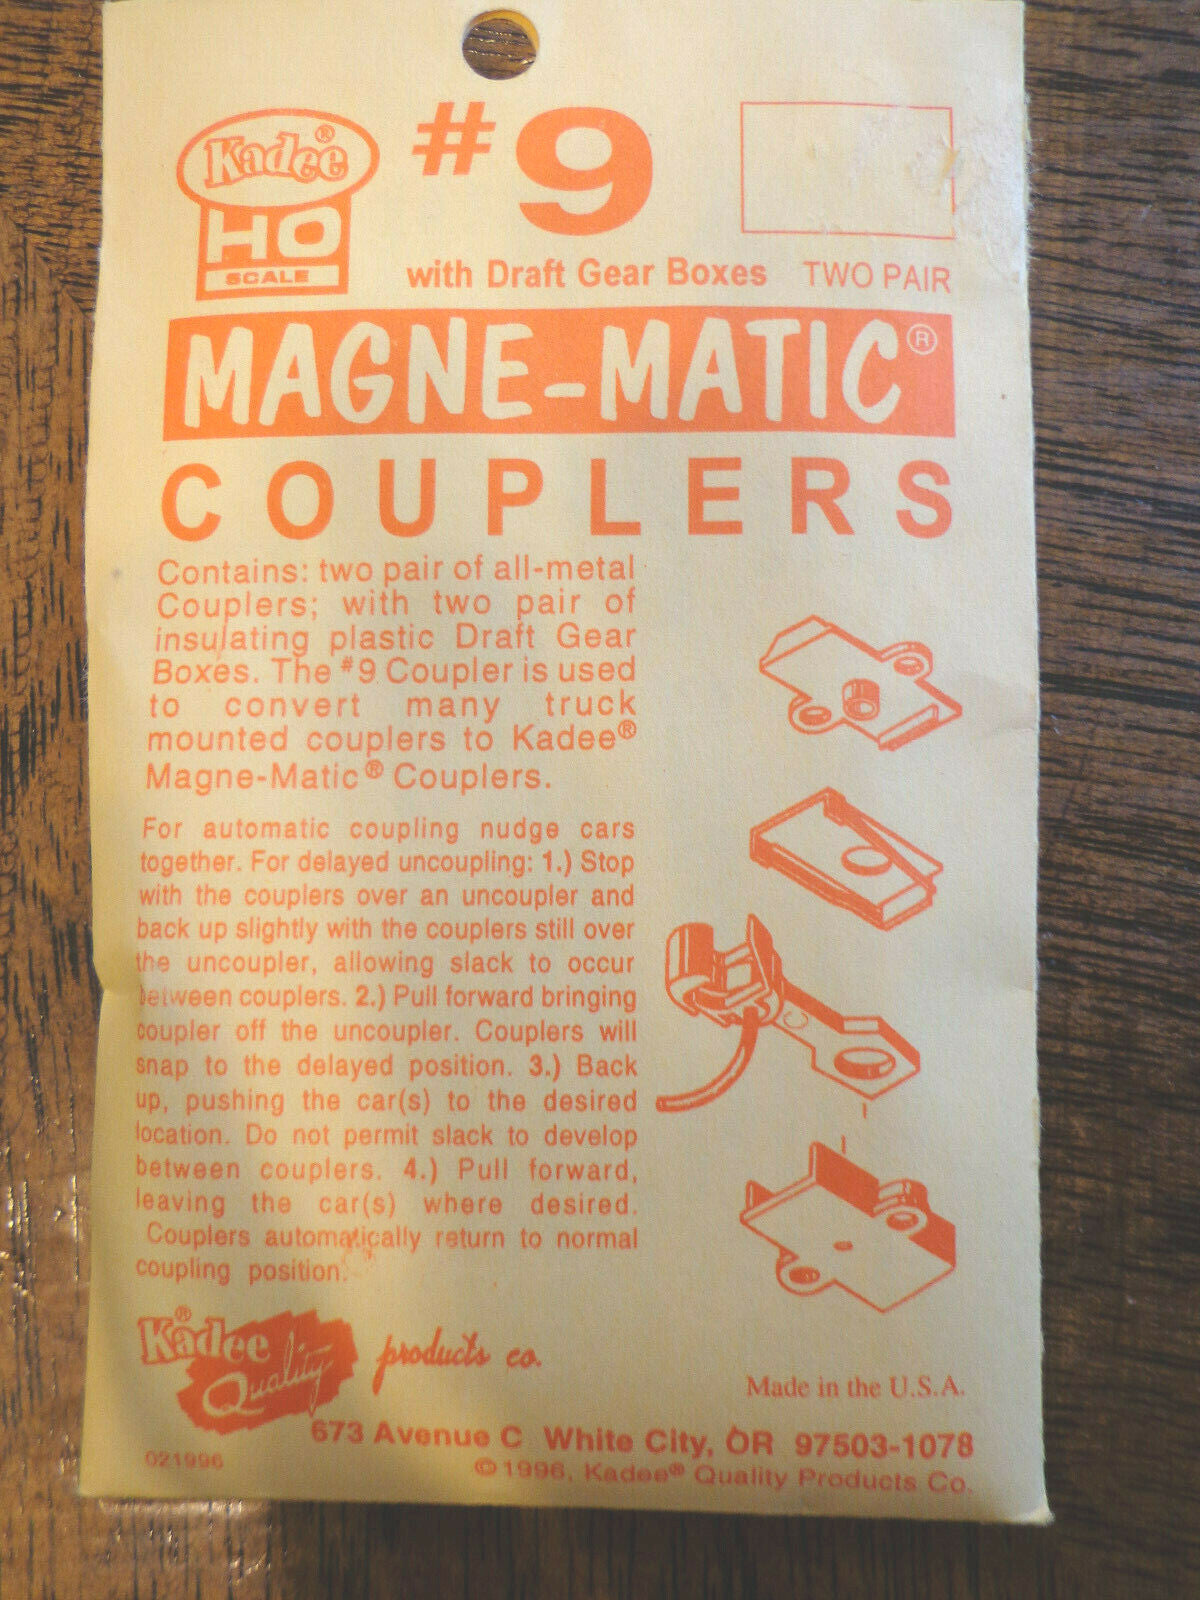 Kadee®
HO
SCALE
#9
with Draft Gear Boxes TWO PAIR
MAGNE-MATIC®
COUPLERS
Contains: two pair of all-metal
Couplers; with two pair of
insulating plastic Draft Gear
Boxes. The #9 Coupler is used
to convert many truck
mounted couplers to Kadee®
Magne-Matic® Couplers.
For automatic coupling nudge cars
together. For delayed uncoupling: 1.) Stop
with the couplers over an uncoupler and
back up slightly with the couplers still over
the uncoupler, allowing slack to occur
between couplers. 2.) Pull forward bringing
coupler off the uncoupler. Couplers will
snap to the delayed position. 3.) Back
up, pushing the car(s) to the desired
location. Do not permit slack to develop
between couplers. 4.) Pull forward,
leaving the car(s) where desired.
Couplers automatically return to normal
coupling position.
Kadee®
Quality products co.
Made in the U.S.A.
673 Avenue C White City, OR 97503-1078
021996
© 1996, Kadee® Quality Products Co.